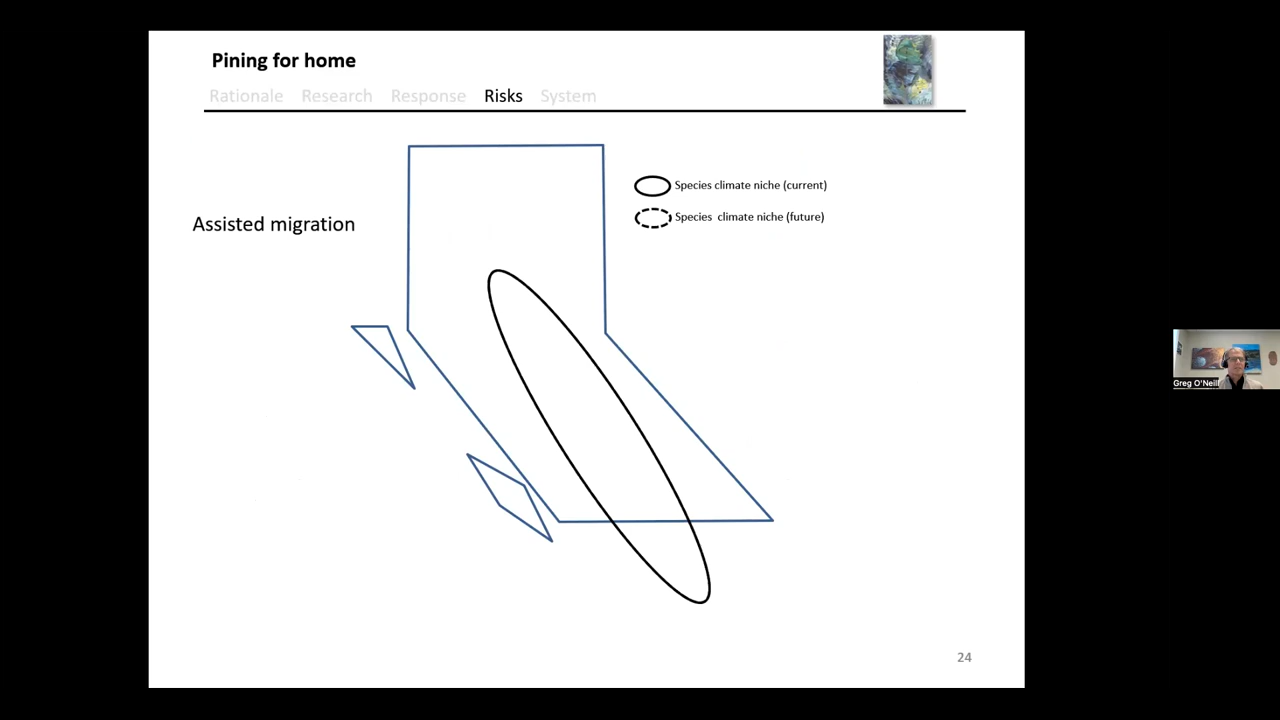 Pining for home
Rationale Research Response Risks System
Species climate niche (current)
Assisted migration
Species climate niche (future)
Greg O'Neill
24